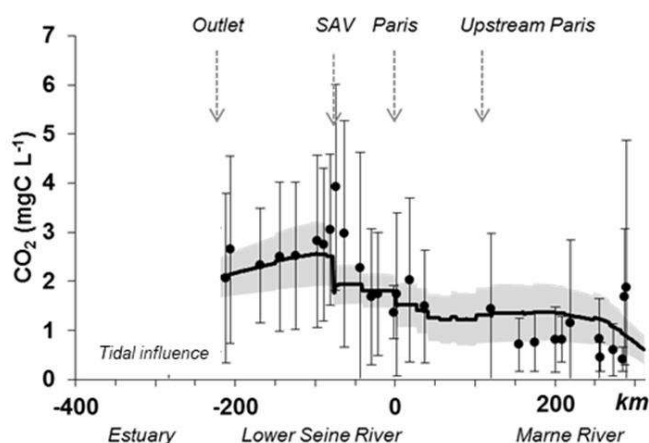 Outlet SAV Paris Upstream Paris
CO2 (mgC L-1)
7
6
5
4
3
2
1
0
Tidal influence
-400 -200 0 200 km
Estuary Lower Seine River Marne River